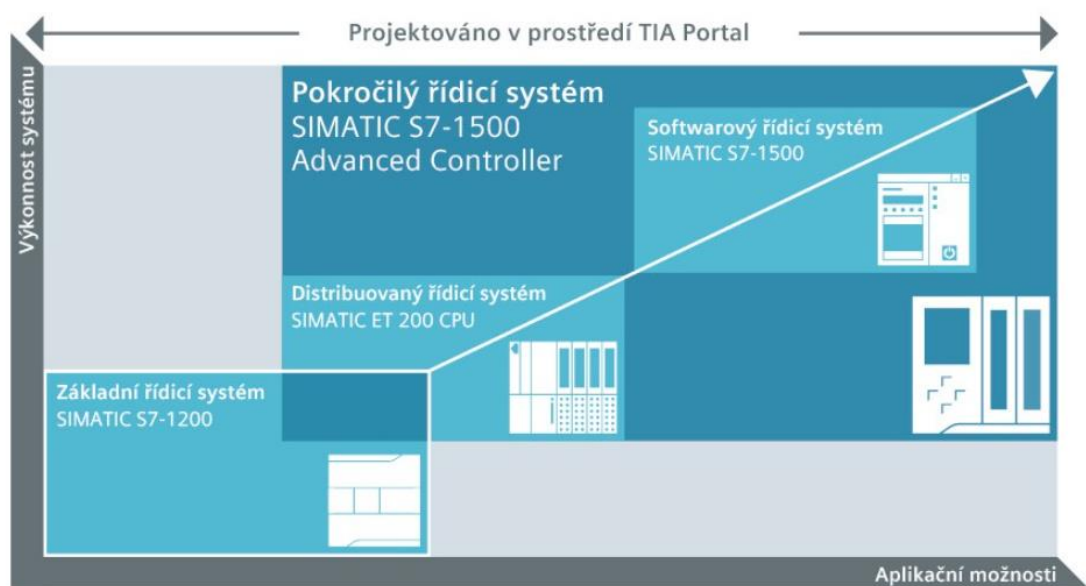 Projektováno v prostředí TIA Portal
Výkonnost systému
Pokročilý řídicí systém
SIMATIC S7-1500
Advanced Controller
Softwarový řídicí systém
SIMATIC S7-1500
Distribuovaný řídicí systém
SIMATIC ET 200 CPU
Základní řídicí systém
SIMATIC S7-1200
Aplikační možnosti